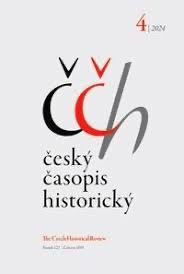 4 | 2024
čČh
český
časopis
historický
The Czech Historical Review